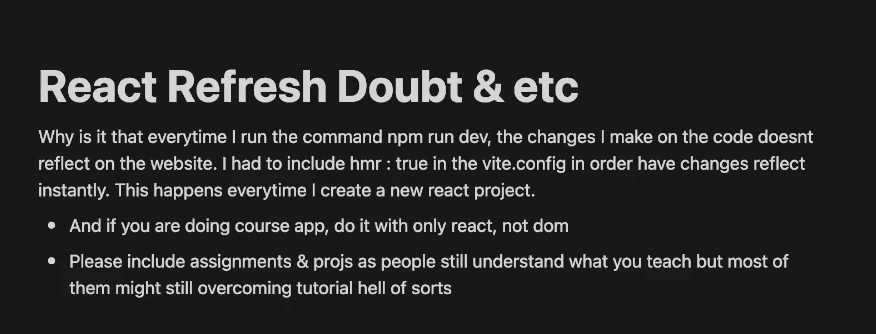 React Refresh Doubt & etc
Why is it that everytime I run the command npm run dev, the changes I make on the code doesnt
reflect on the website. I had to include hmr : true in the vite.config in order have changes reflect
instantly. This happens everytime I create a new react project.
• And if you are doing course app, do it with only react, not dom
• Please include assignments & projs as people still understand what you teach but most of
them might still overcoming tutorial hell of sorts